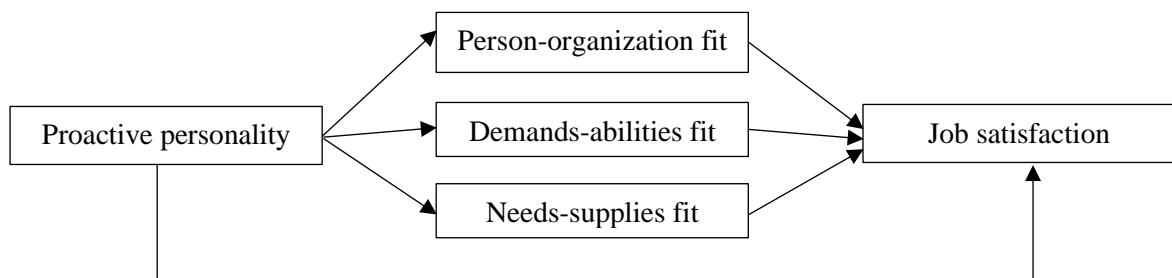 Person-organization fit
Proactive personality
Demands-abilities fit
Job satisfaction
Needs-supplies fit